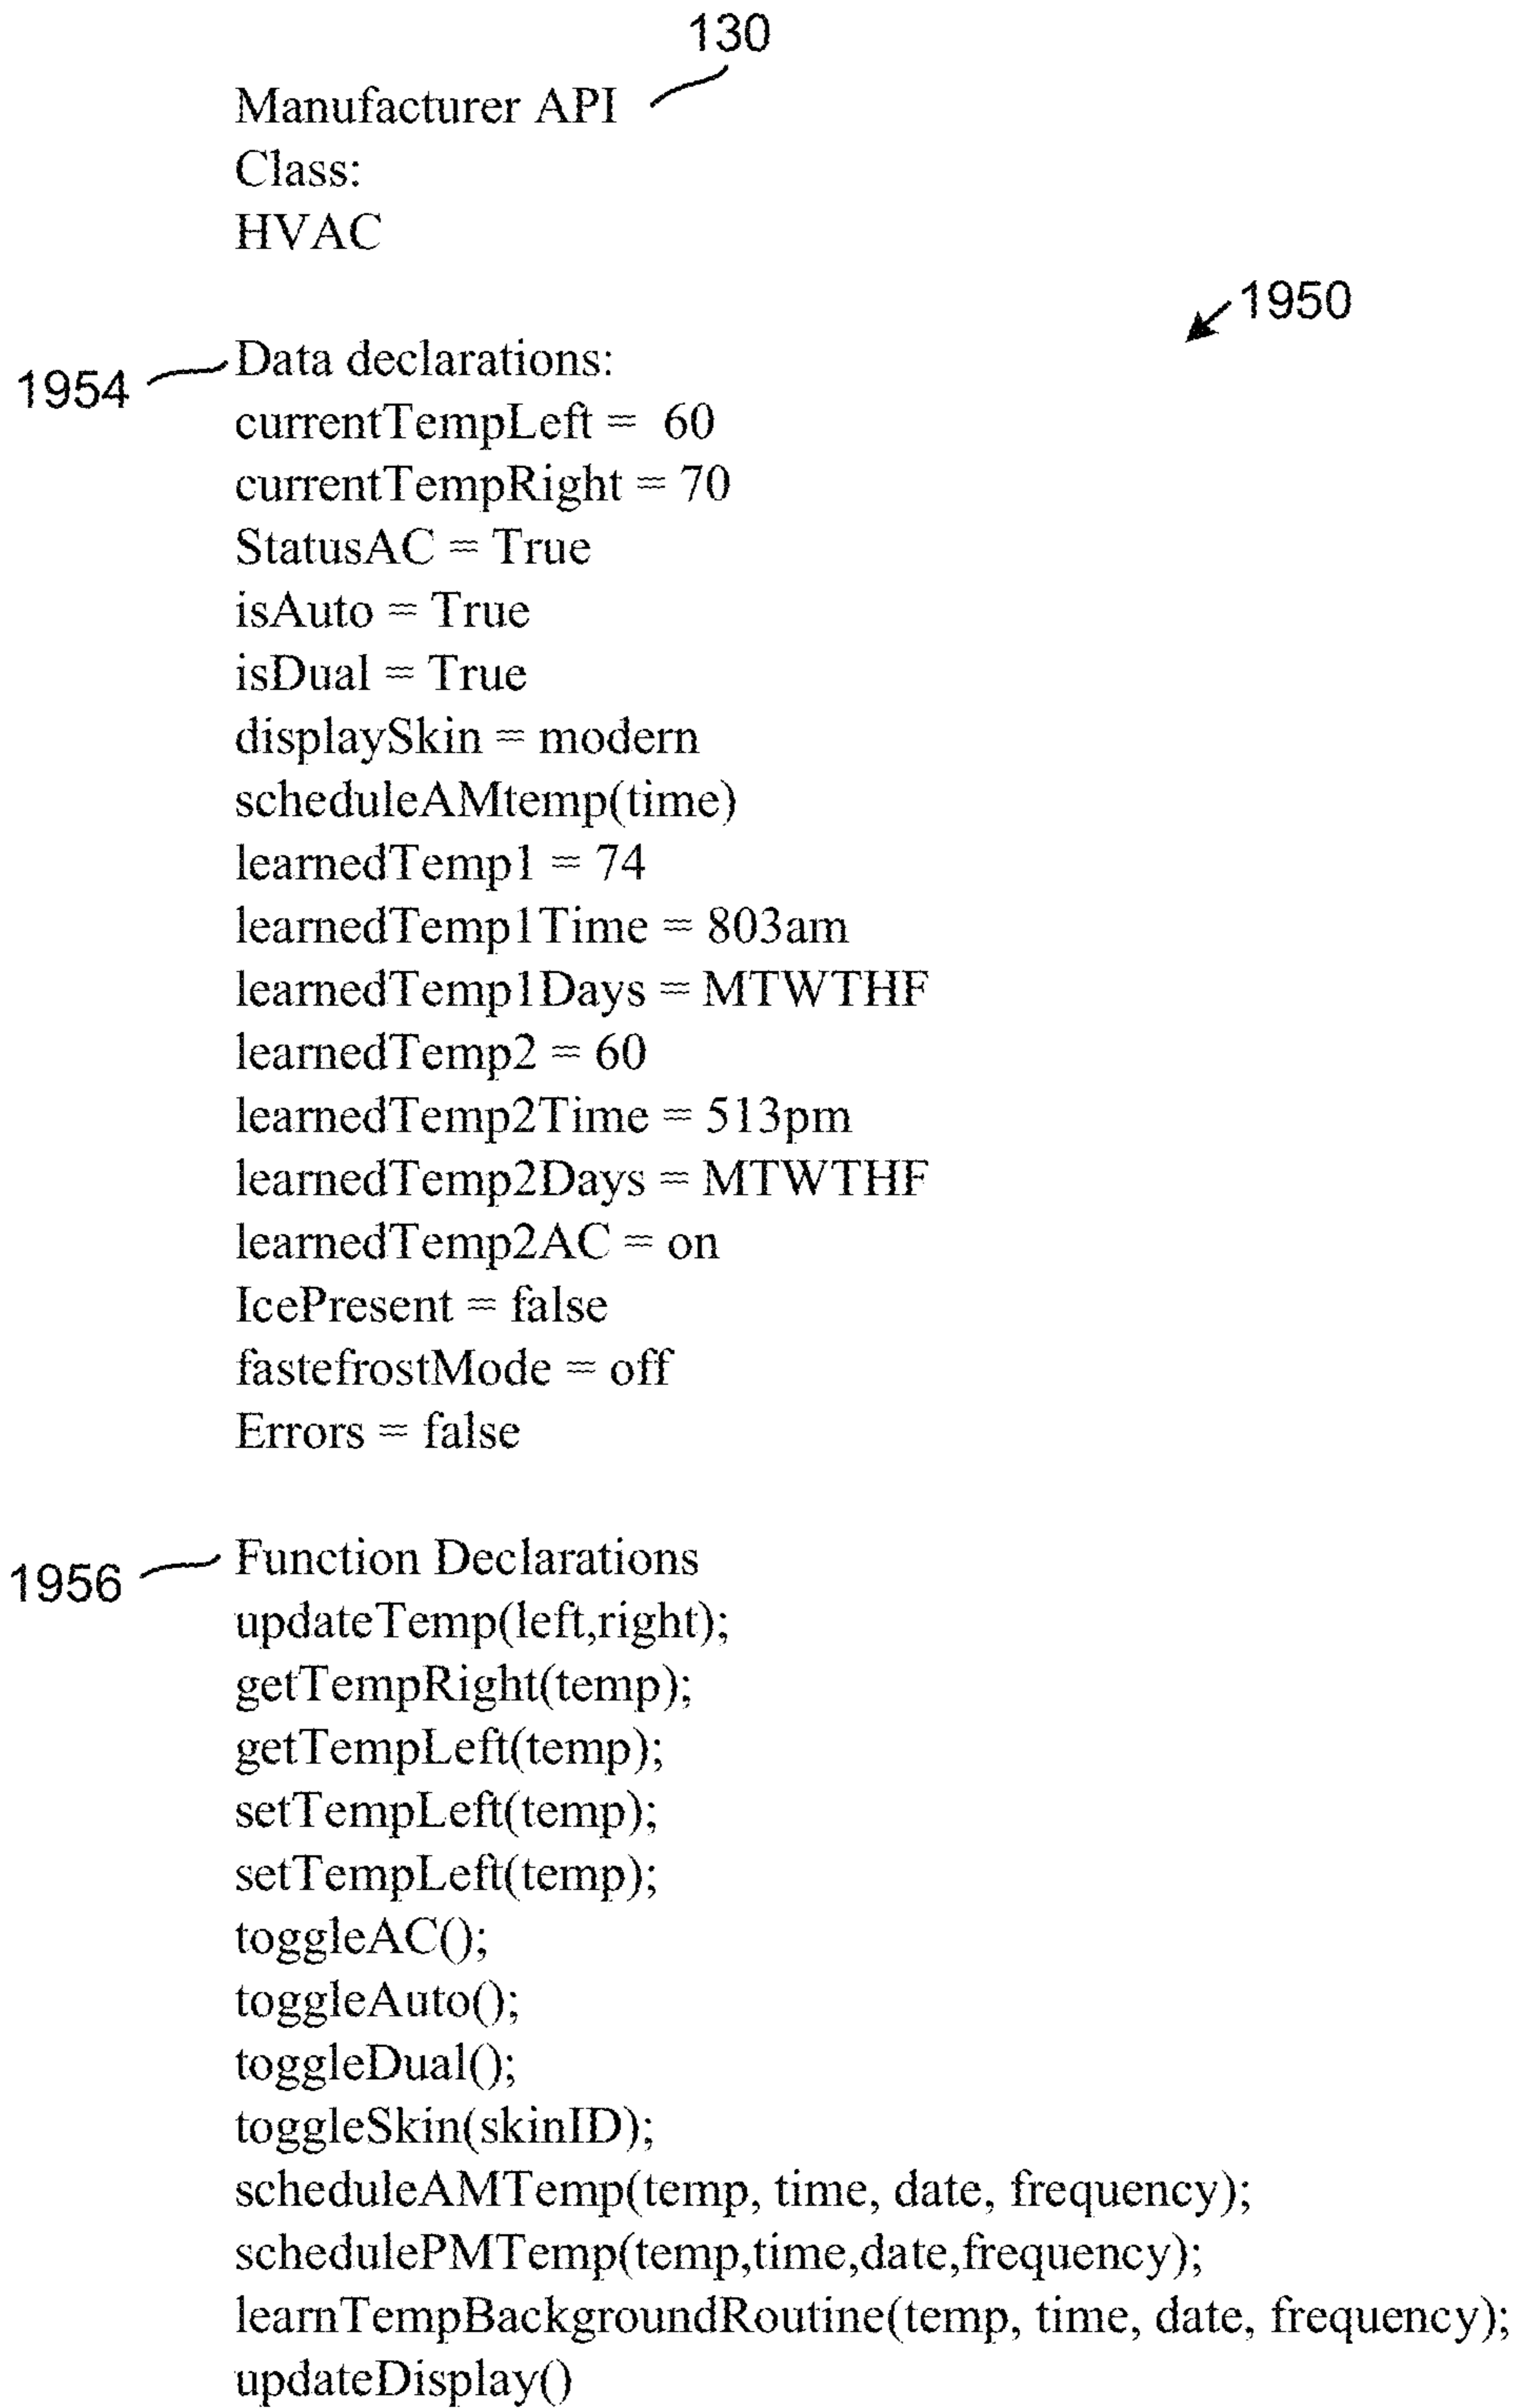 130
Manufacturer API
Class:
HVAC
1950
1954
Data declarations:
currentTempLeft = 60
currentTempRight = 70
StatusAC = True
isAuto = True
isDual = True
displaySkin = modern
scheduleAMtemp(time)
learnedTemp1 = 74
learnedTemp1Time = 803am
learnedTemp1Days = MTWTHF
learnedTemp2 = 60
learnedTemp2Time = 513pm
learnedTemp2Days = MTWTHF
learnedTemp2AC = on
IcePresent = false
fastefrostMode = off
Errors = false
1956
Function Declarations
updateTemp(left,right);
getTempRight(temp);
getTempLeft(temp);
setTempLeft(temp);
setTempLeft(temp);
toggleAC();
toggleAuto();
toggleDual();
toggleSkin(skinID);
scheduleAMTemp(temp, time, date, frequency);
schedulePMTemp(temp,time,date,frequency);
learnTempBackgroundRoutine(temp, time, date, frequency);
updateDisplay()